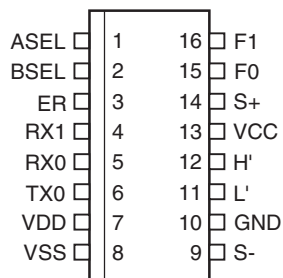 ASEL 1 16 F1
BSEL 2 15 F0
ER 3 14 S+
RX1 4 13 VCC
RX0 5 12 H'
TX0 6 11 L'
VDD 7 10 GND
VSS 8 9 S-